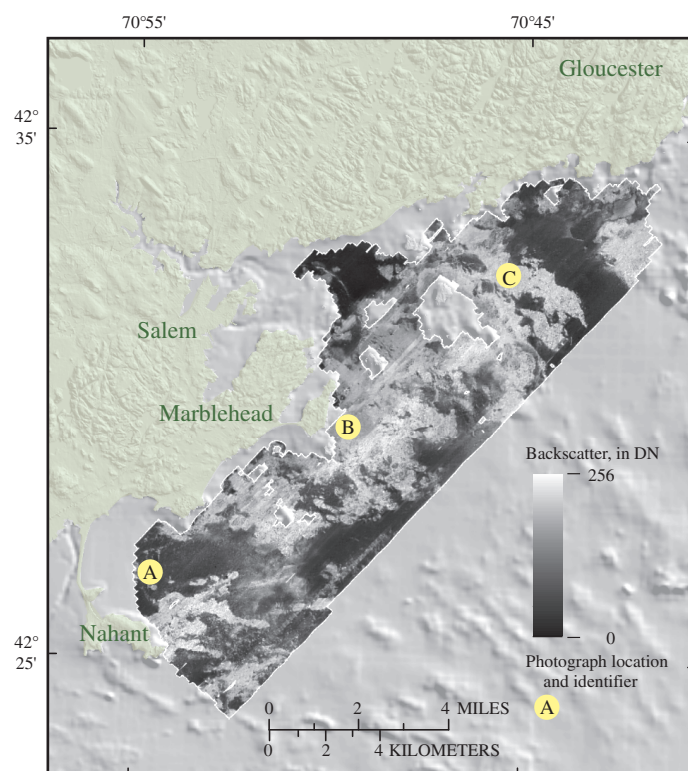 70°55'
70°45'
Gloucester
42°
35'
C
Salem
Marblehead
B
Backscatter, in DN
256
A
Nahant
0
42°
25'
Photograph location
and identifier
A
0 2 4 MILES
0 2 4 KILOMETERS